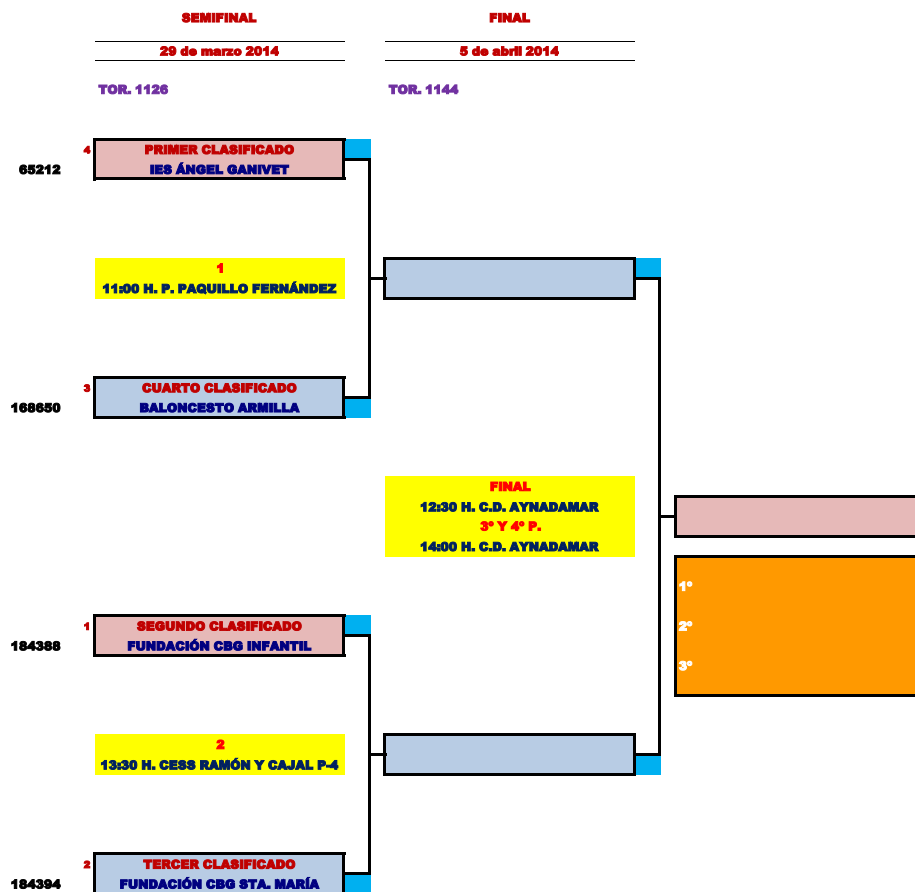 SEMIFINAL
FINAL
29 de marzo 2014
5 de abril 2014
TOR. 1126
TOR. 1144
4
PRIMER CLASIFICADO
65212
IES ÁNGEL GANIVET
1
11:00 H. P. PAQUILLO FERNÁNDEZ
3
CUARTO CLASIFICADO
168650
BALONCESTO ARMILLA
FINAL
12:30 H. C.D. AYNADAMAR
3º Y 4º P.
14:00 H. C.D. AYNADAMAR
1º
2º
3º
1
SEGUNDO CLASIFICADO
184388
FUNDACIÓN CBG INFANTIL
2
13:30 H. CESS RAMÓN Y CAJAL P-4
2
TERCER CLASIFICADO
184394
FUNDACIÓN CBG STA. MARÍA